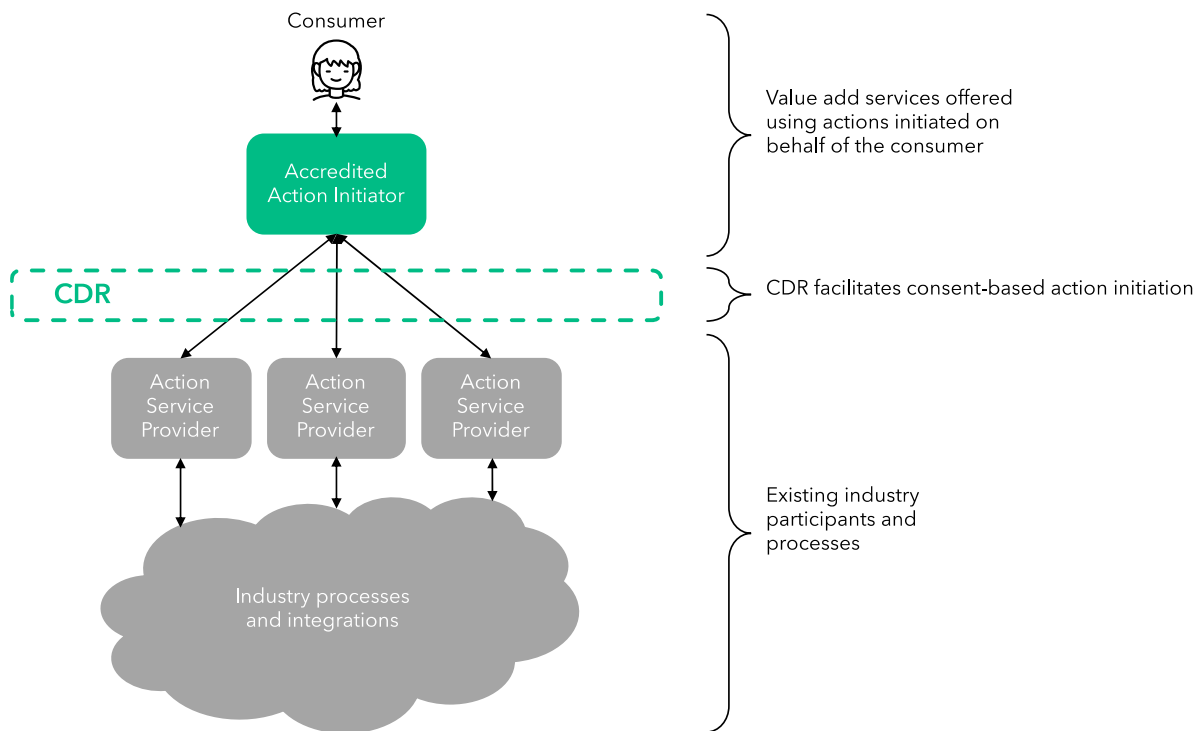 Consumer
Accredited
Action Initiator
Value add services offered
using actions initiated on
behalf of the consumer
CDR
CDR facilitates consent-based action initiation
Action
Service
Provider
Action
Service
Provider
Action
Service
Provider
Existing industry
participants and
processes
Industry processes
and integrations